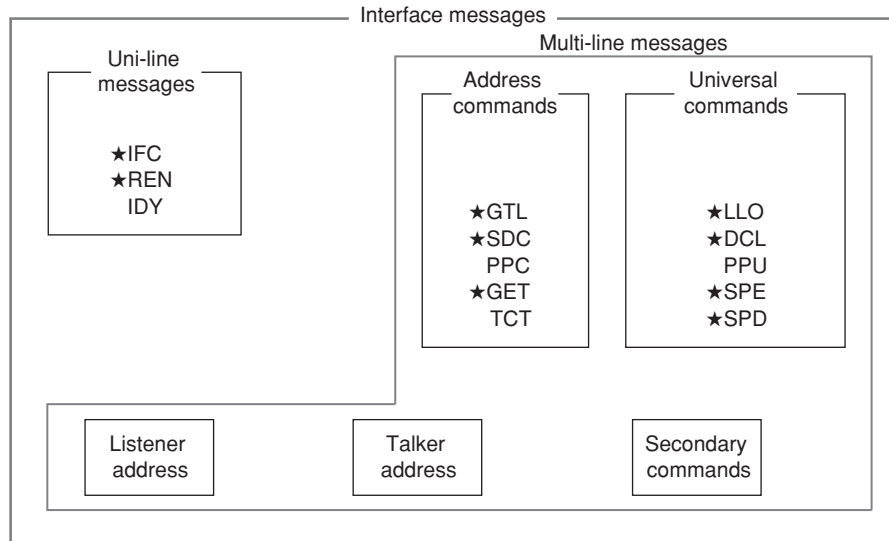 Interface messages
Multi-line messages
Uni-line
messages
★IFC
★REN
IDY
Address
commands
★GTL
★SDC
PPC
★GET
TCT
Universal
commands
★LLO
★DCL
PPU
★SPE
★SPD
Listener
address
Talker
address
Secondary
commands